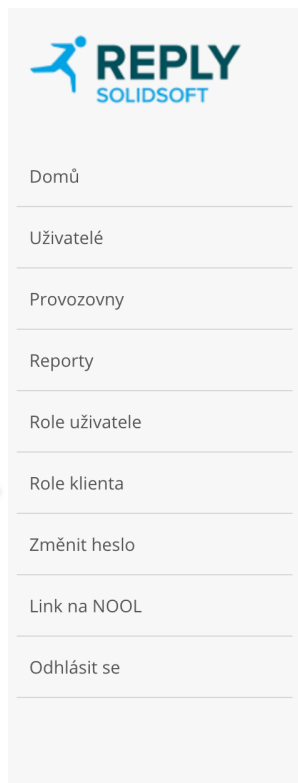 REPLY
SOLIDSOFT
Domů
Uživatelé
Provozovny
Reporty
Role uživatele
Role klienta
Změnit heslo
Link na NOOL
Odhlásit se